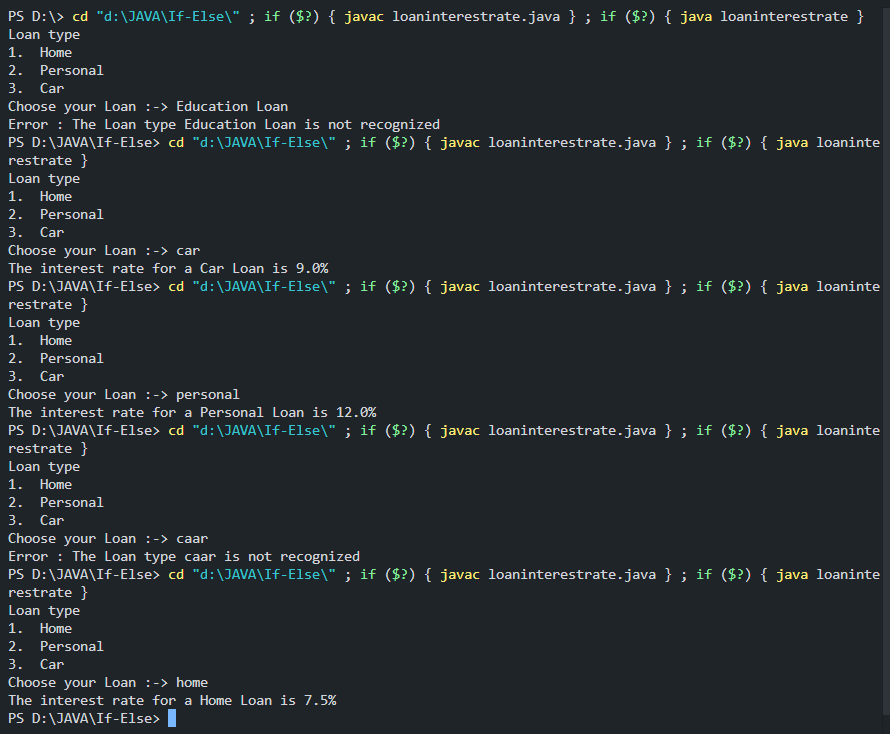 PS D:\> cd "d:\JAVA\If-Else\" ; if ($?) { javac loaninterestrate.java } ; if ($?) { java loaninterestrate }
Loan type
1.  Home
2.  Personal
3.  Car
Choose your Loan :-> Education Loan
Error : The Loan type Education Loan is not recognized
PS D:\JAVA\If-Else> cd "d:\JAVA\If-Else\" ; if ($?) { javac loaninterestrate.java } ; if ($?) { java loaninte
restrate }
Loan type
1.  Home
2.  Personal
3.  Car
Choose your Loan :-> car
The interest rate for a Car Loan is 9.0%
PS D:\JAVA\If-Else> cd "d:\JAVA\If-Else\" ; if ($?) { javac loaninterestrate.java } ; if ($?) { java loaninte
restrate }
Loan type
1.  Home
2.  Personal
3.  Car
Choose your Loan :-> personal
The interest rate for a Personal Loan is 12.0%
PS D:\JAVA\If-Else> cd "d:\JAVA\If-Else\" ; if ($?) { javac loaninterestrate.java } ; if ($?) { java loaninte
restrate }
Loan type
1.  Home
2.  Personal
3.  Car
Choose your Loan :-> caar
Error : The Loan type caar is not recognized
PS D:\JAVA\If-Else> cd "d:\JAVA\If-Else\" ; if ($?) { javac loaninterestrate.java } ; if ($?) { java loaninte
restrate }
Loan type
1.  Home
2.  Personal
3.  Car
Choose your Loan :-> home
The interest rate for a Home Loan is 7.5%
PS D:\JAVA\If-Else>